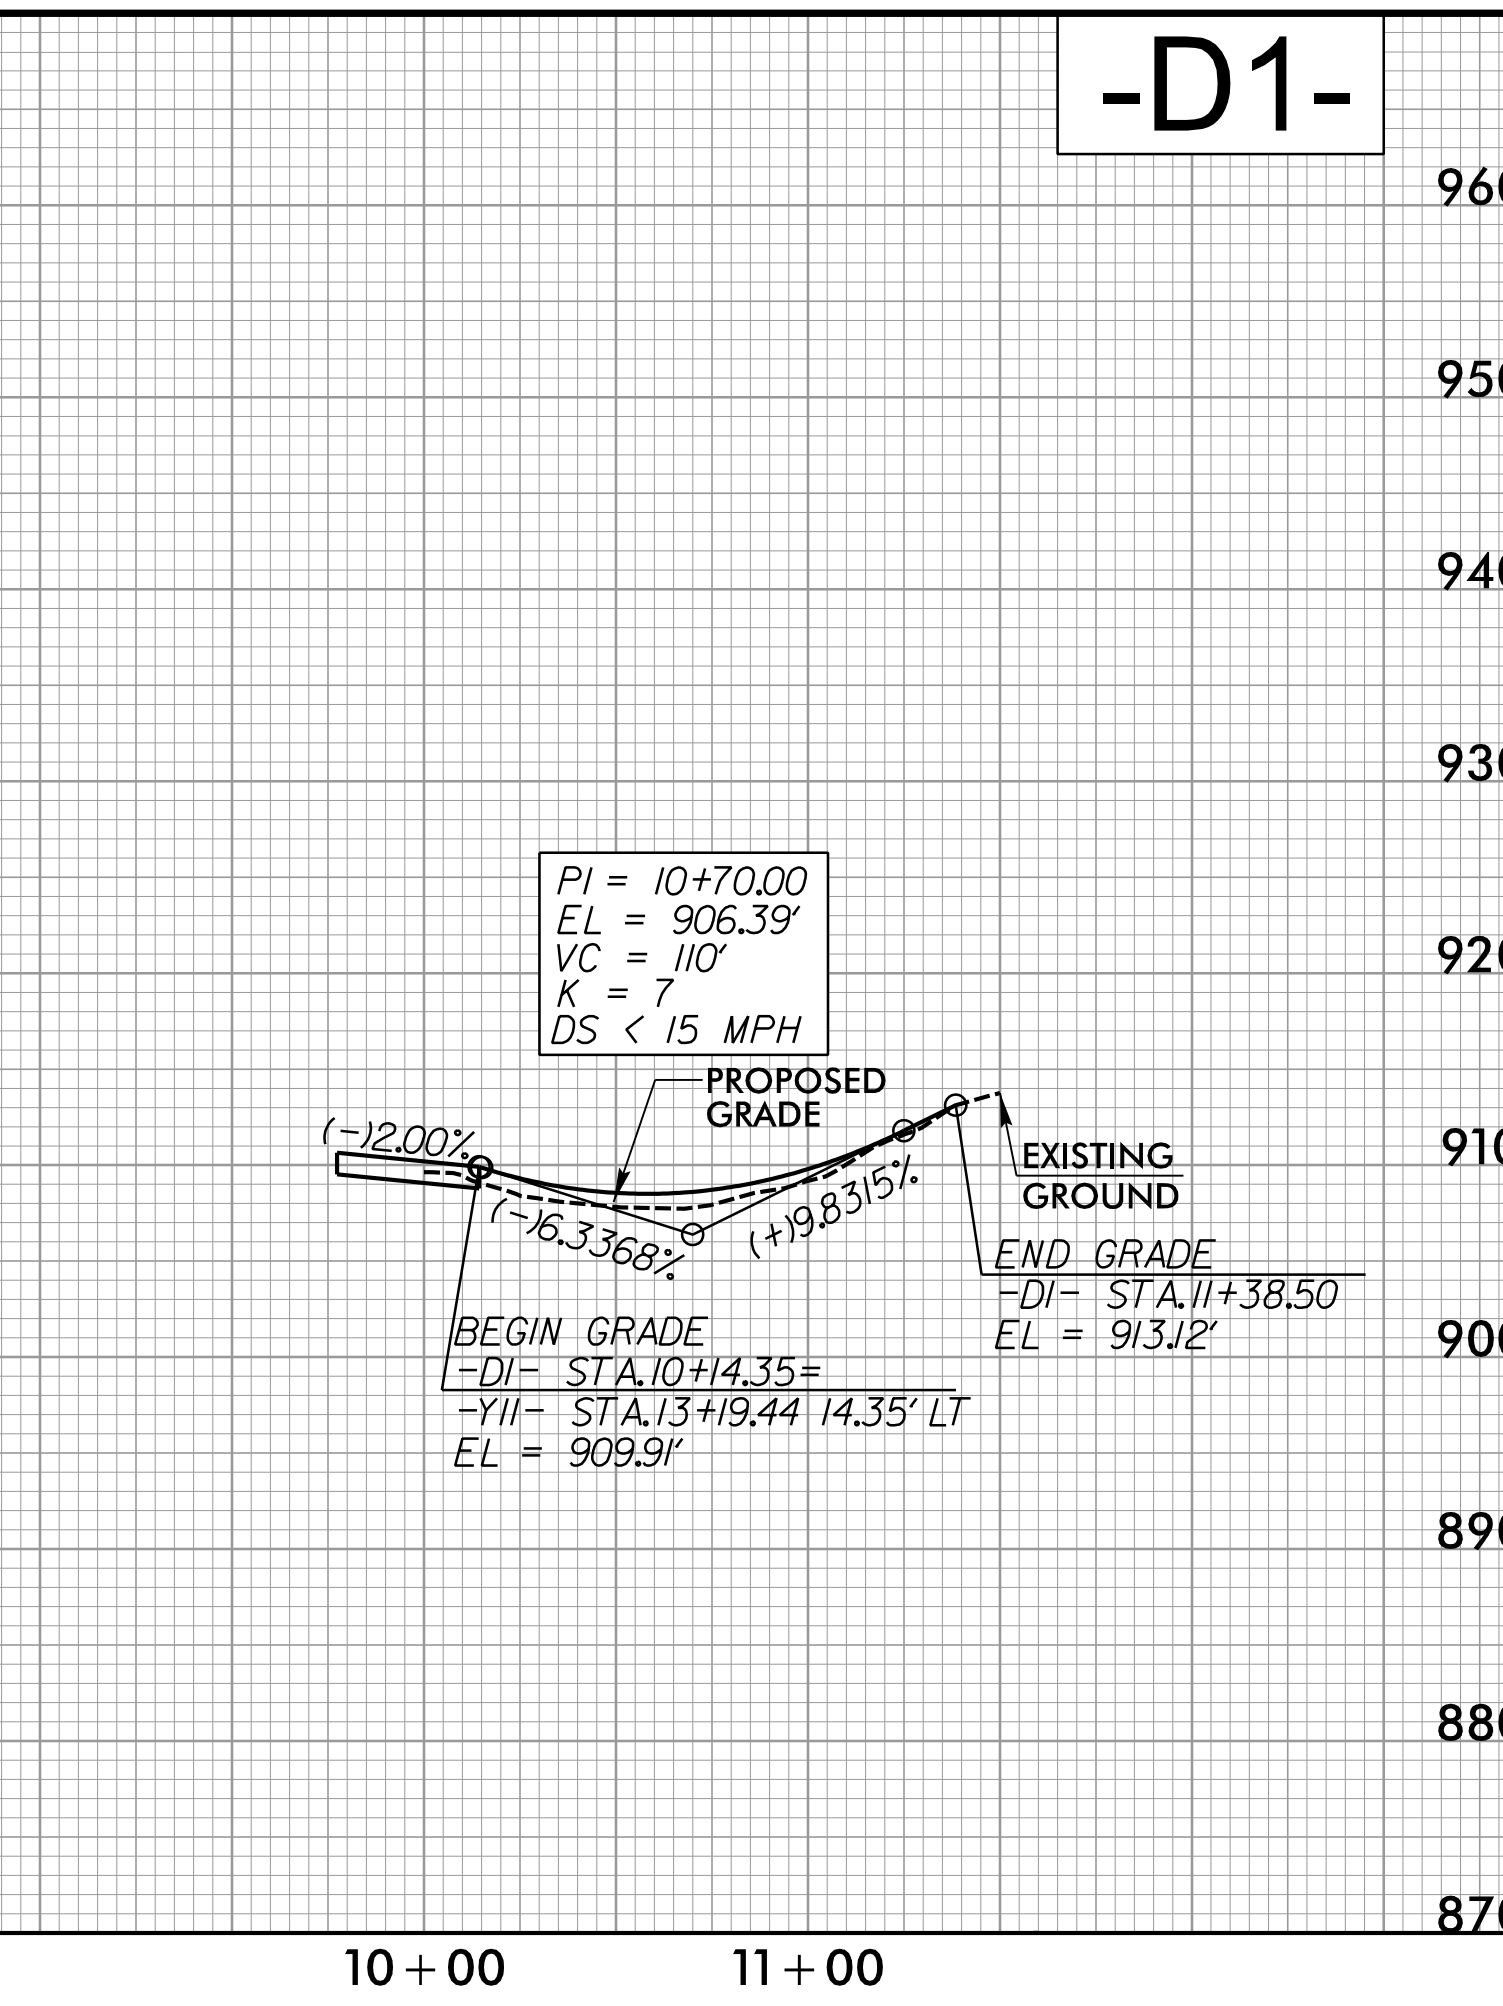 -D1-
960
950
940
930
920
PI = 10+70.00
EL = 906.39'
VC = 110'
K = 7
DS < 15 MPH
PROPOSED
GRADE
(-)2.00%
910
EXISTING
GROUND
(-)6.3368%
(+)9.8315%
END GRADE
-D1- STA. 11+38.50
EL = 913.12'
900
BEGIN GRADE
-D1- STA. 10+14.35=
-Y11- STA. 13+19.44 14.35' LT
EL = 909.91'
890
880
870
10+00
11+00